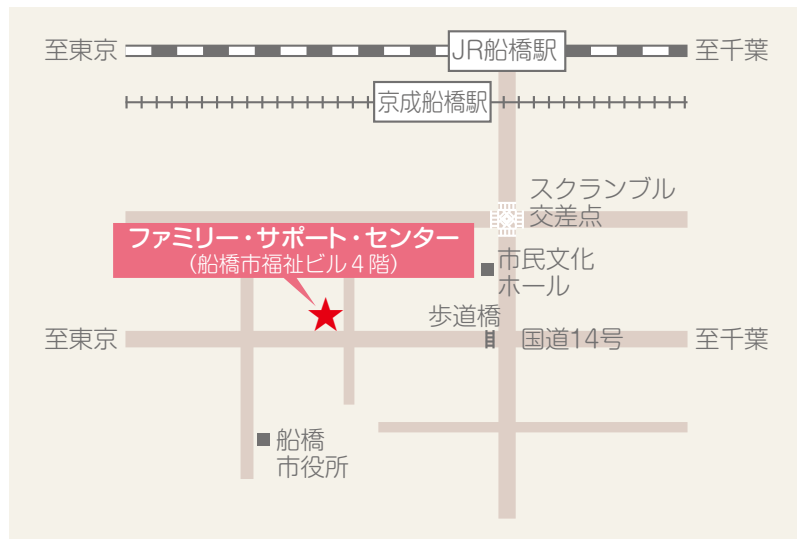 至東京
JR船橋駅
至千葉
京成船橋駅
スクランブル
交差点
ファミリー・サポート・センター
（船橋市福祉ビル４階）
市民文化
ホール
歩道橋
至東京
国道14号
至千葉
船橋
市役所